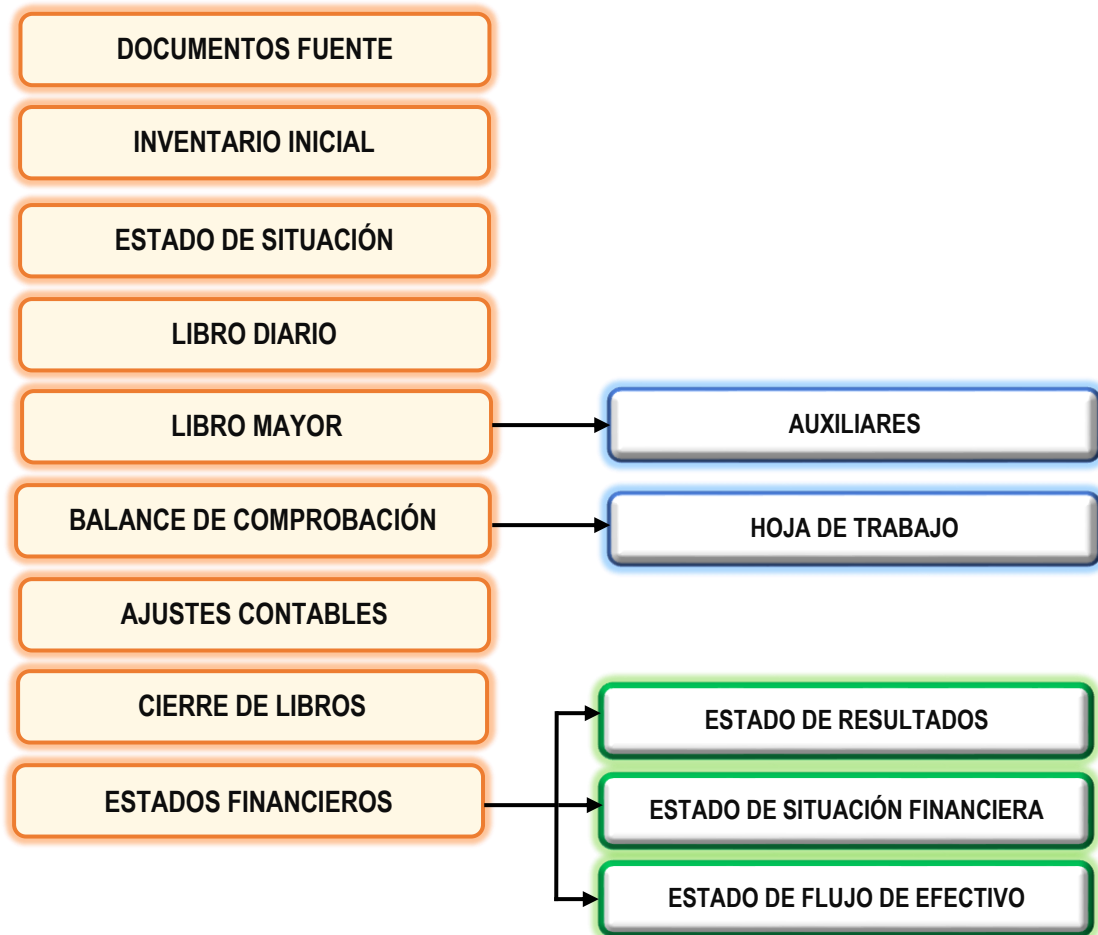 DOCUMENTOS FUENTE
INVENTARIO INICIAL
ESTADO DE SITUACIÓN
LIBRO DIARIO
LIBRO MAYOR
AUXILIARES
BALANCE DE COMPROBACIÓN
HOJA DE TRABAJO
AJUSTES CONTABLES
CIERRE DE LIBROS
ESTADO DE RESULTADOS
ESTADOS FINANCIEROS
ESTADO DE SITUACIÓN FINANCIERA
ESTADO DE FLUJO DE EFECTIVO